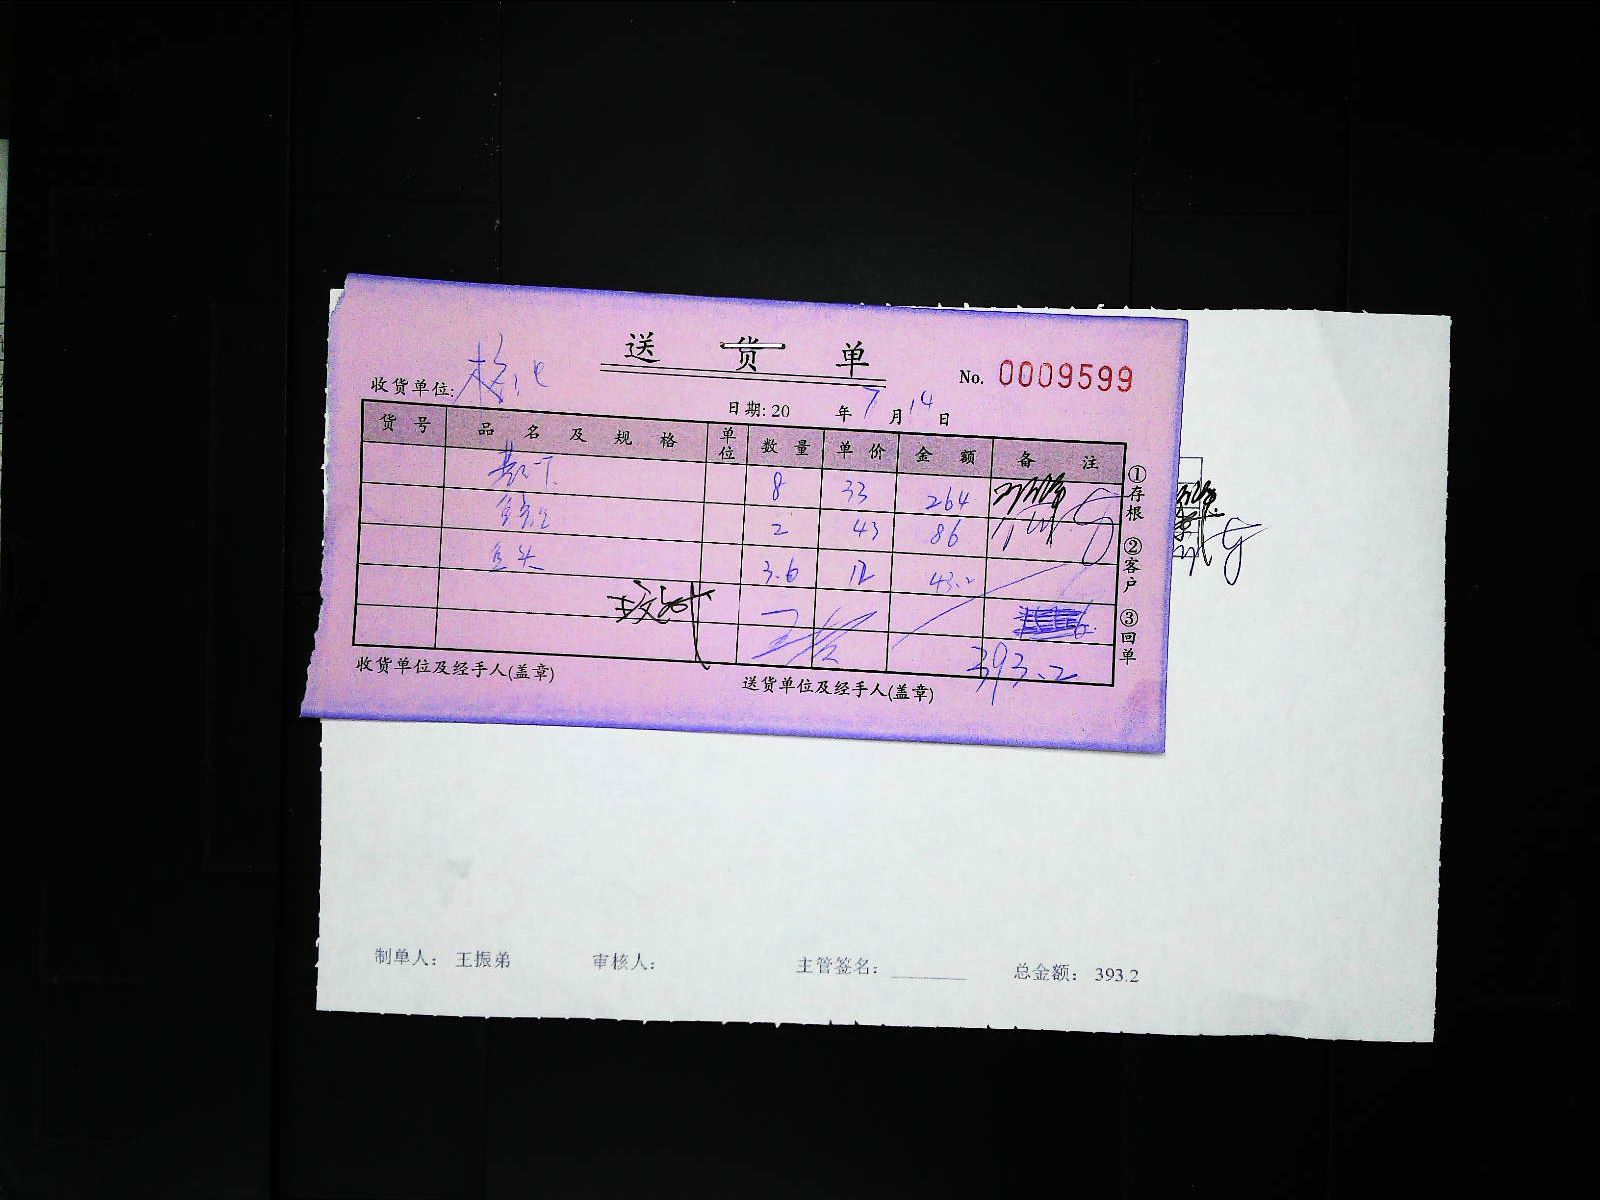 送 货 单
No. 0009599
收货单位:
日期: 20 年 7 月 14 日
货号 品名及规格 单位 数量 单价 金额 备注
8 33 264
2 43 86
鱼头 3.6 12 43.2
393.2
①存根 ②客户 ③回单
收货单位及经手人(盖章) 送货单位及经手人(盖章)
制单人: 王振弟 审核人: 主管签名: 总金额: 393.2